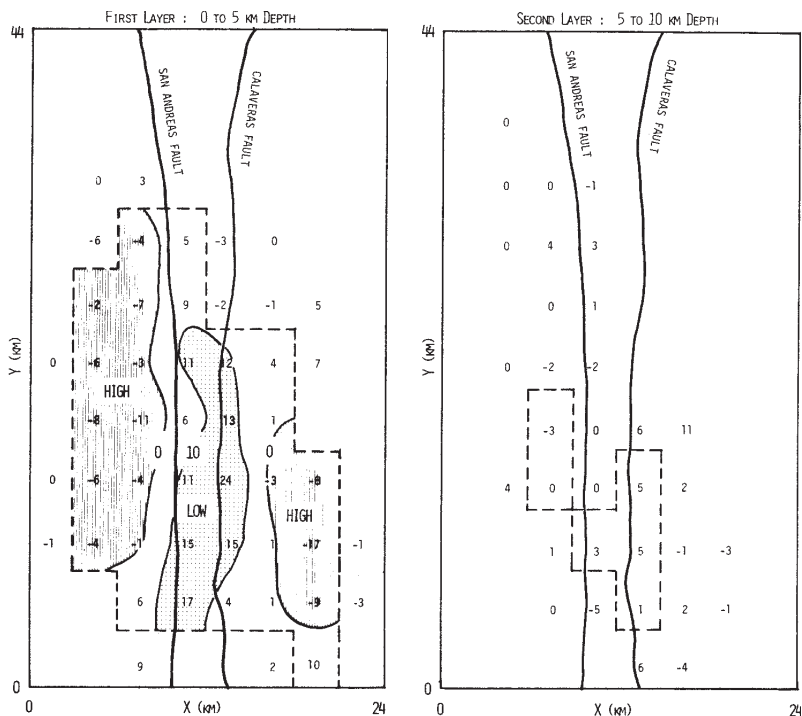 FIRST LAYER : 0 TO 5 KM DEPTH
44
SAN ANDREAS FAULT
CALAVERAS FAULT
0 3
-6 -4 5 -3 0
-2 -7 9 -2 -1 5
0 -6 -3 11 12 4 7
HIGH
-8 -11 6 13 1
0 10 0
0 -6 -4 11 24 -3 -8
LOW HIGH
-1 -4 -1 15 15 1 -17 -1
6 17 4 1 -9 -3
9 2 10
Y (KM)
0
0 X (KM) 24
SECOND LAYER : 5 TO 10 KM DEPTH
44
SAN ANDREAS FAULT
CALAVERAS FAULT
0
0 0 -1
0 4 3
0 1
0 -2 -2
-3 0 6 11
4 0 0 5 2
1 3 5 -1 -3
0 -5 1 2 -1
6 -4
Y (KM)
0
0 X (KM) 24